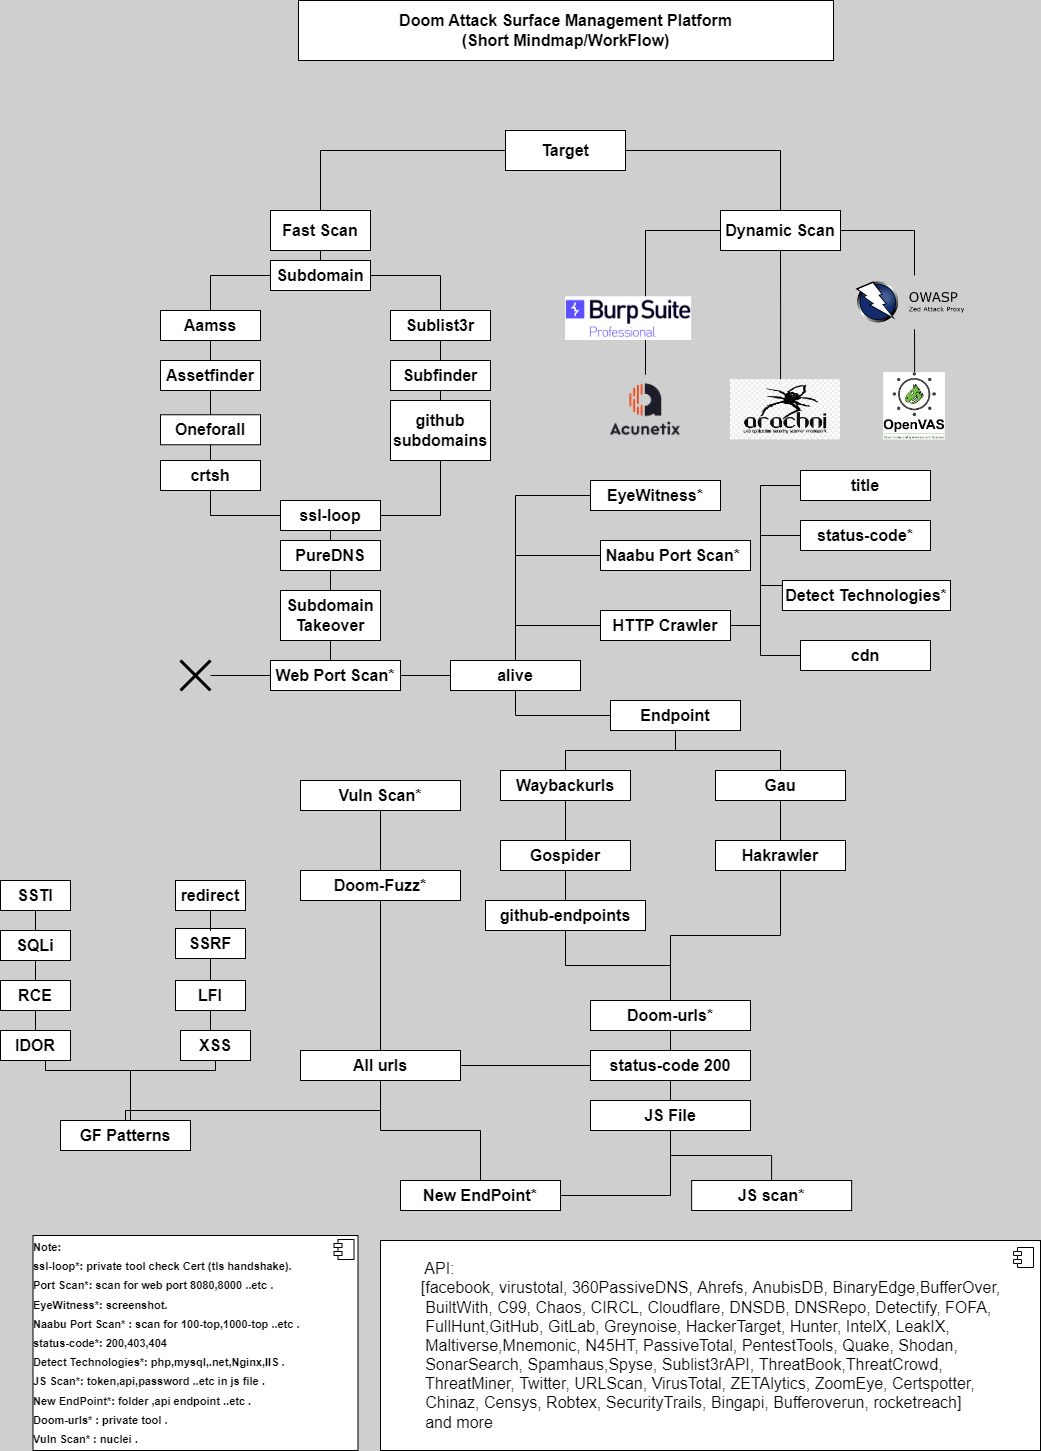 Doom Attack Surface Management Platform
(Short Mindmap/WorkFlow)
Target
Fast Scan
Dynamic Scan
Subdomain
Aamss
Sublist3r
Burp Suite
Professional
OWASP
Zed Attack Proxy
Assetfinder
Subfinder
Acunetix
arachni
web application security scanner framework
OpenVAS
Oneforall
github
subdomains
crtsh
ssl-loop
EyeWitness*
title
PureDNS
Naabu Port Scan*
status-code*
Subdomain
Takeover
HTTP Crawler
Detect Technologies*
cdn
Web Port Scan*
alive
Endpoint
Vuln Scan*
Waybackurls
Gau
Gospider
Hakrawler
SSTI
redirect
Doom-Fuzz*
github-endpoints
SQLi
SSRF
RCE
LFI
Doom-urls*
IDOR
XSS
All urls
status-code 200
GF Patterns
JS File
New EndPoint*
JS scan*
Note:
ssl-loop*: private tool check Cert (tls handshake).
Port Scan*: scan for web port 8080,8000 ..etc .
EyeWitness*: screenshot.
Naabu Port Scan* : scan for 100-top,1000-top ..etc .
status-code*: 200,403,404
Detect Technologies*: php,mysql,.net,Nginx,IIS .
JS Scan*: token,api,password ..etc in js file .
New EndPoint*: folder ,api endpoint ..etc .
Doom-urls* : private tool .
Vuln Scan* : nuclei .
API:
[facebook, virustotal, 360PassiveDNS, Ahrefs, AnubisDB, BinaryEdge,BufferOver,
BuiltWith, C99, Chaos, CIRCL, Cloudflare, DNSDB, DNSRepo, Detectify, FOFA,
FullHunt,GitHub, GitLab, Greynoise, HackerTarget, Hunter, IntelX, LeakIX,
Maltiverse,Mnemonic, N45HT, PassiveTotal, PentestTools, Quake, Shodan,
SonarSearch, Spamhaus,Spyse, Sublist3rAPI, ThreatBook,ThreatCrowd,
ThreatMiner, Twitter, URLScan, VirusTotal, ZETAlytics, ZoomEye, Certspotter,
Chinaz, Censys, Robtex, SecurityTrails, Bingapi, Bufferoverun, rocketreach]
and more